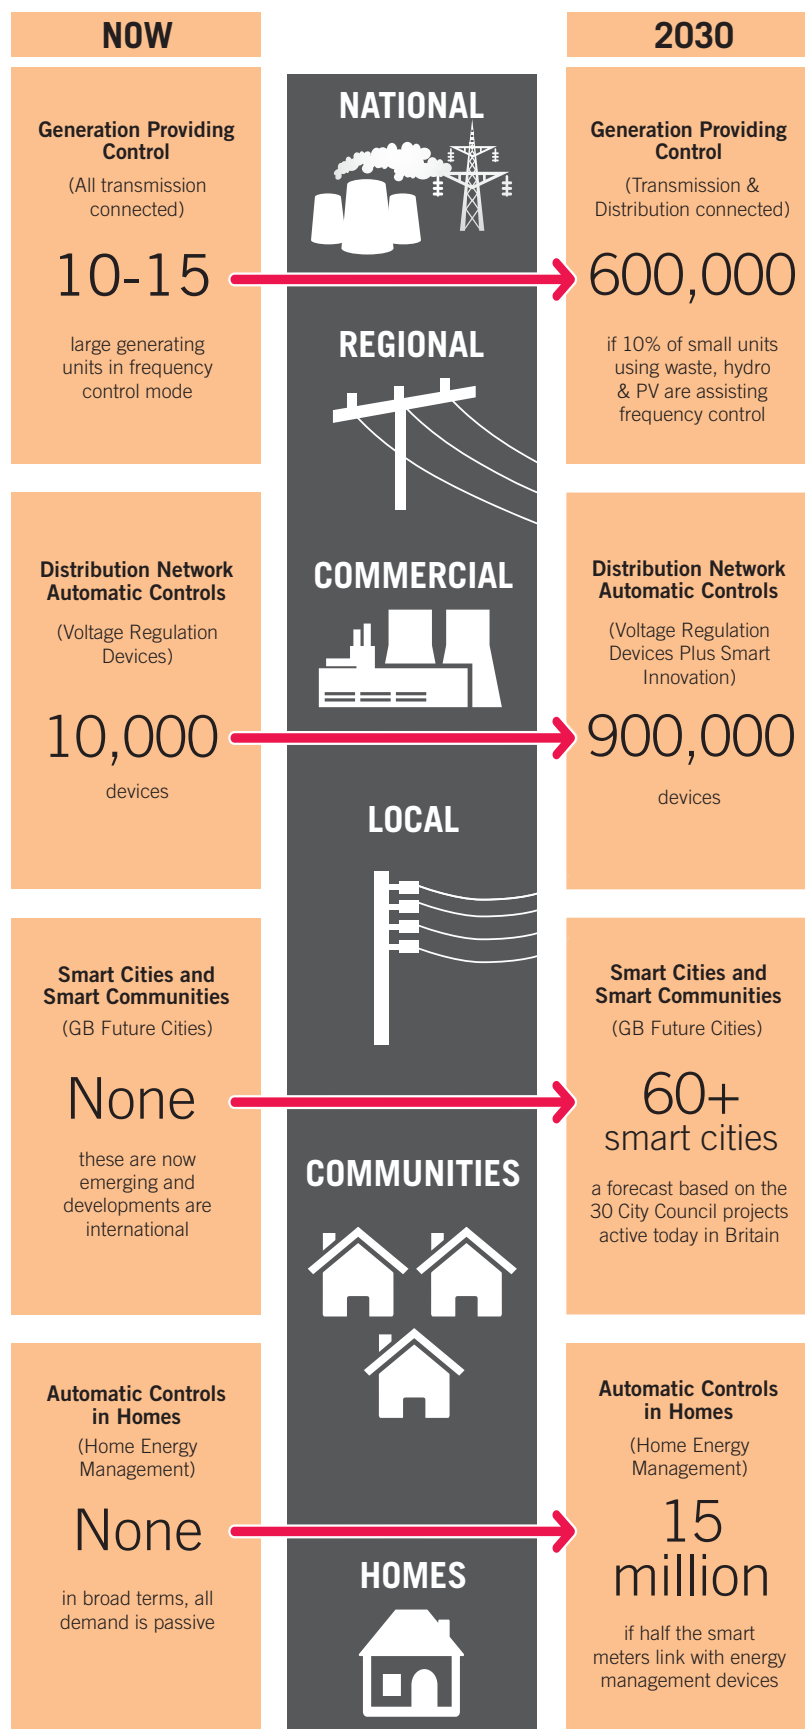 NOW
2030
Generation Providing
Control
(All transmission
connected)
10-15
large generating
units in frequency
control mode
NATIONAL
REGIONAL
Generation Providing
Control
(Transmission &
Distribution connected)
600,000
if 10% of small units
using waste, hydro
& PV are assisting
frequency control
Distribution Network
Automatic Controls
(Voltage Regulation
Devices)
10,000
devices
COMMERCIAL
LOCAL
Distribution Network
Automatic Controls
(Voltage Regulation
Devices Plus Smart
Innovation)
900,000
devices
Smart Cities and
Smart Communities
(GB Future Cities)
None
these are now
emerging and
developments are
international
COMMUNITIES
Smart Cities and
Smart Communities
(GB Future Cities)
60+
smart cities
a forecast based on the
30 City Council projects
active today in Britain
Automatic Controls
in Homes
(Home Energy
Management)
None
in broad terms, all
demand is passive
HOMES
Automatic Controls
in Homes
(Home Energy
Management)
15
million
if half the smart
meters link with energy
management devices